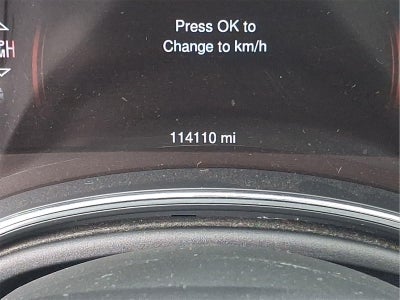 Press OK to
Change to km/h
114110 mi